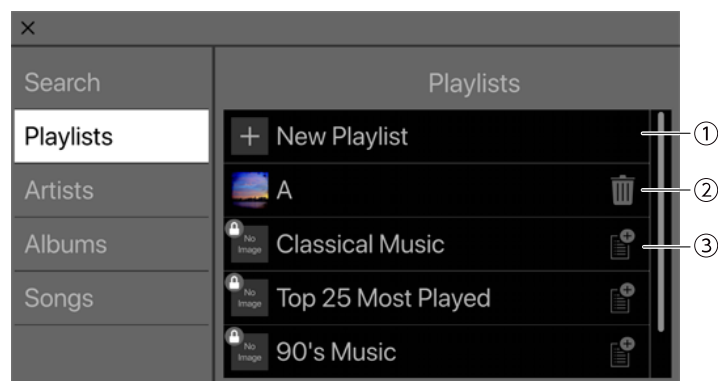 ×
Search
Playlists
Artists
Albums
Songs
Playlists
New Playlist
①
A
②
No
Image
Classical Music
③
No
Image
Top 25 Most Played
No
Image
90's Music